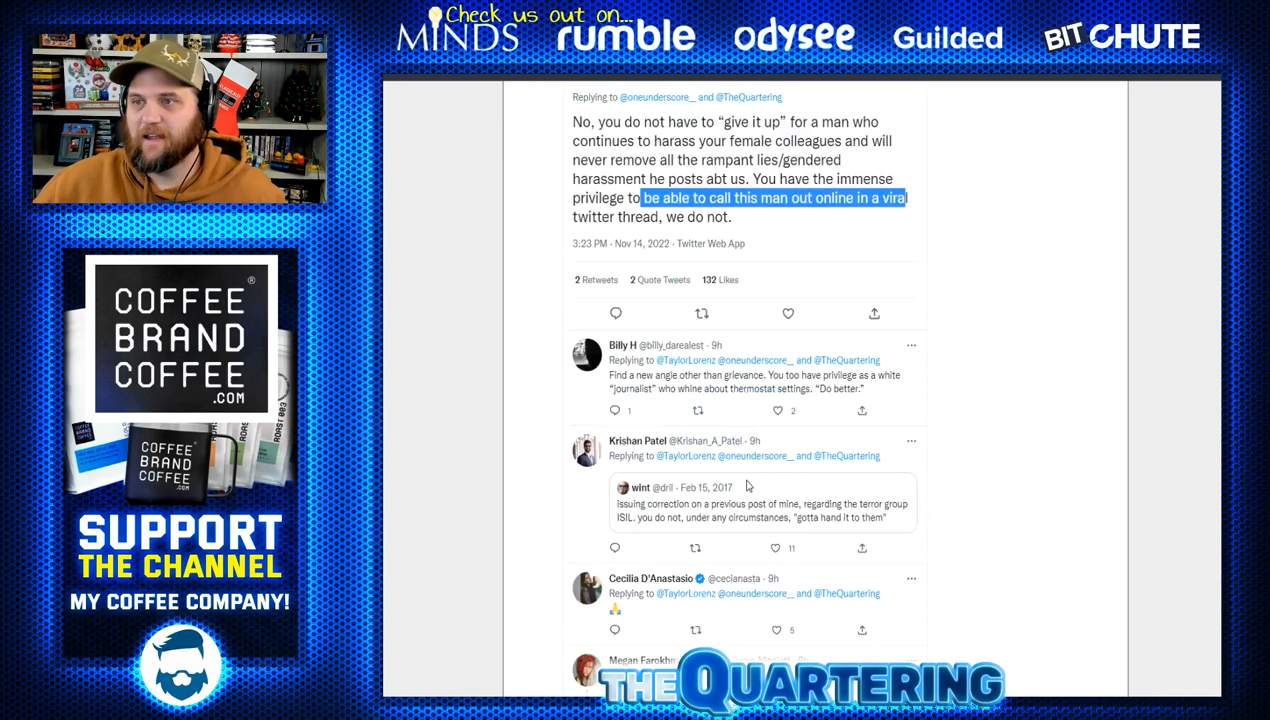 Check us out on...
MINDS rumble odysee Guilded BIT CHUTE
COFFEE
BRAND
COFFEE
.COM
®
COFFEE
BRAND
COFFEE
.COM
SUPPORT
THE CHANNEL
MY COFFEE COMPANY!
Replying to @oneunderscore__ and @TheQuartering
No, you do not have to “give it up” for a man who
continues to harass your female colleagues and will
never remove all the rampant lies/gendered
harassment he posts abt us. You have the immense
privilege to be able to call this man out online in a viral
twitter thread, we do not.
3:23 PM · Nov 14, 2022 · Twitter Web App
2 Retweets 2 Quote Tweets 132 Likes
Billy H @billy_darealest · 9h
Replying to @TaylorLorenz @oneunderscore__ and @TheQuartering
Find a new angle other than grievance. You too have privilege as a white
“journalist” who whine about thermostat settings. “Do better.”
1 2
Krishan Patel @Krishan_A_Patel · 9h
Replying to @TaylorLorenz @oneunderscore__ and @TheQuartering
wint @dril · Feb 15, 2017
issuing correction on a previous post of mine, regarding the terror group
ISIL. you do not, under any circumstances, "gotta hand it to them"
11
Cecilia D'Anastasio @cecianasta · 9h
Replying to @TaylorLorenz @oneunderscore__ and @TheQuartering
5
Megan
THE QUARTERING